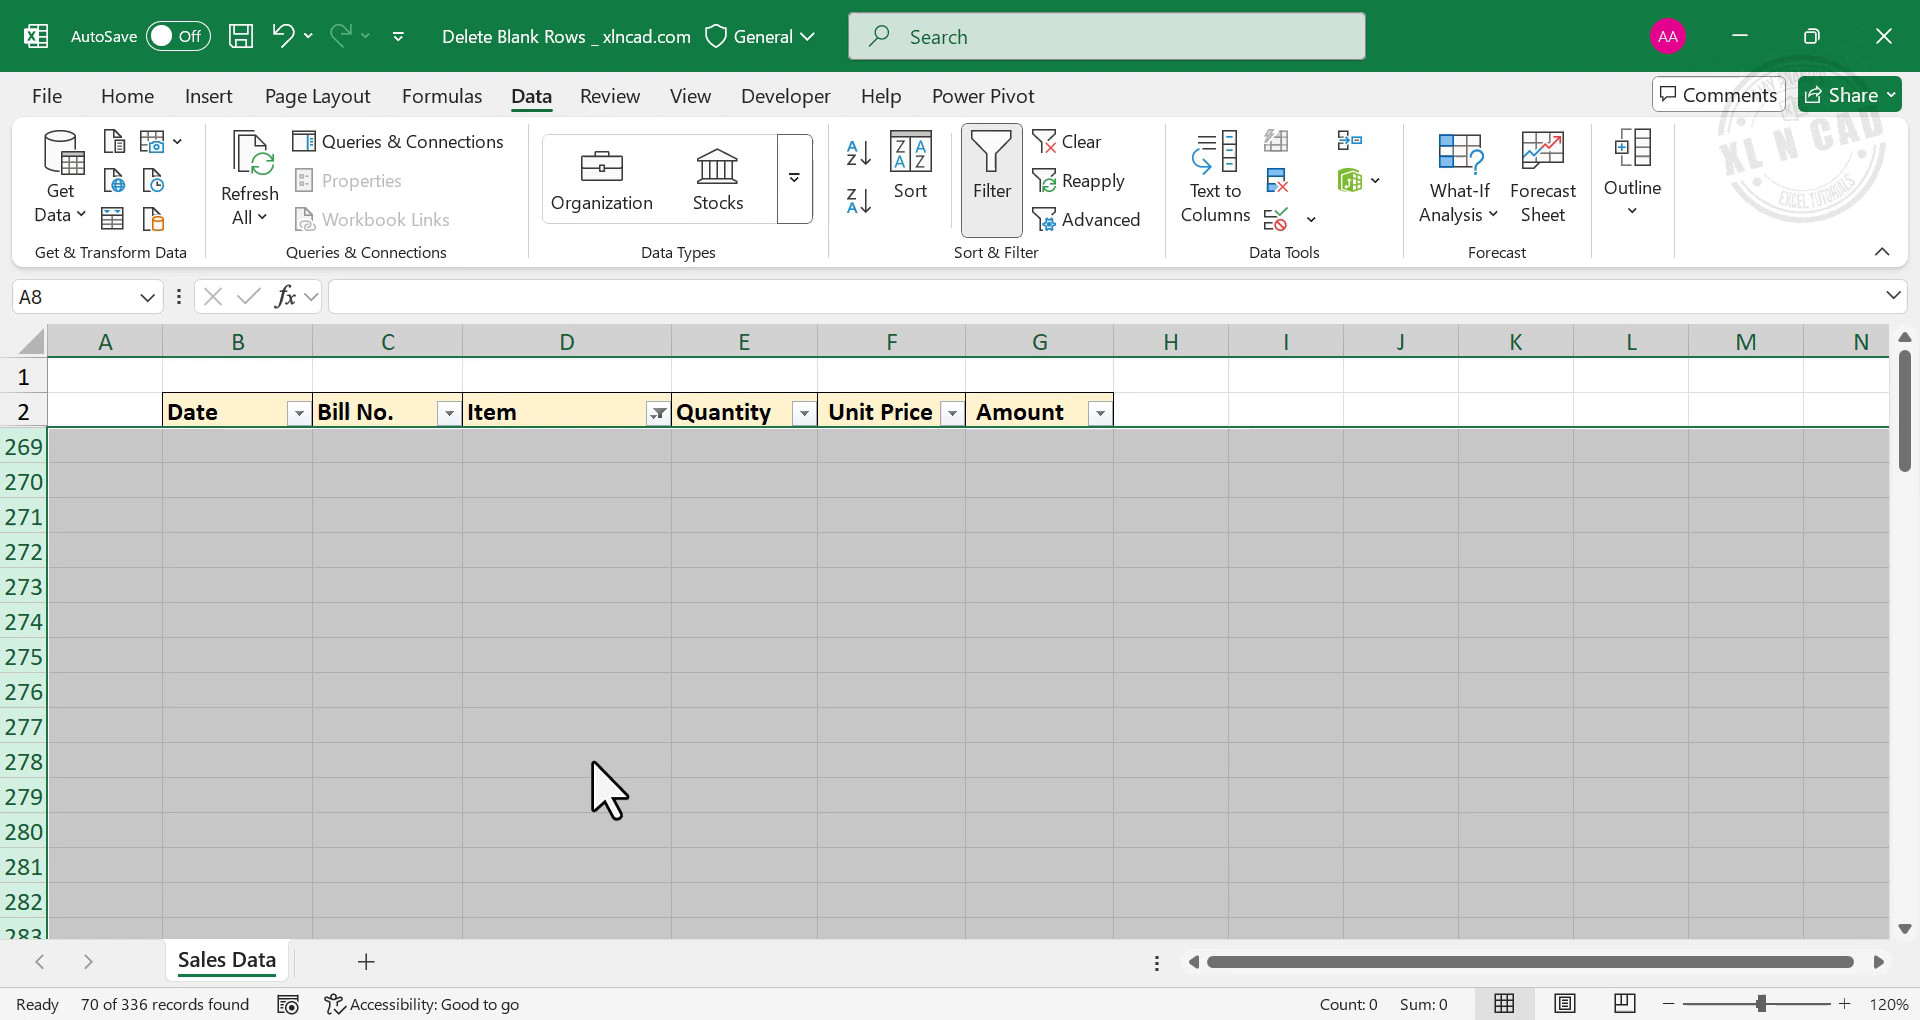 AutoSave Off Delete Blank Rows _ xlncad.com General Search AA
File Home Insert Page Layout Formulas Data Review View Developer Help Power Pivot Comments Share
Get Data
Get & Transform Data
Refresh All
Queries & Connections
Properties
Workbook Links
Queries & Connections
Organization Stocks
Data Types
Sort
Filter
Clear
Reapply
Advanced
Sort & Filter
Text to Columns
Data Tools
What-If Analysis
Forecast Sheet
Forecast
Outline
XL N CAD
EXCEL TUTORIALS
A8 fx
A B C D E F G H I J K L M N
1
2 Date Bill No. Item Quantity Unit Price Amount
269
270
271
272
273
274
275
276
277
278
279
280
281
282
283
Sales Data
Ready 70 of 336 records found Accessibility: Good to go Count: 0 Sum: 0 120%